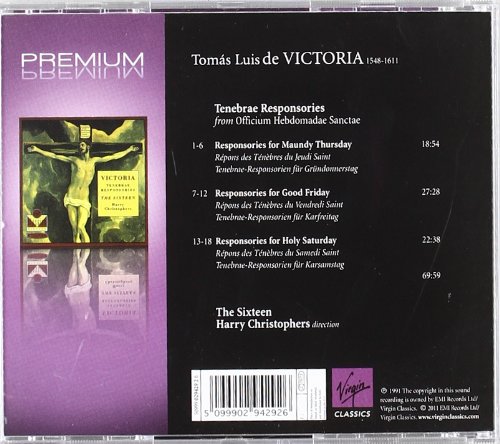 PREMIUM
VICTORIA
TENEBRAE
RESPONSORIES
THE SIXTEEN
Harry Christophers
Tomás Luis de VICTORIA 1548-1611
Tenebrae Responsories
from Officium Hebdomadae Sanctae
1-6 Responsories for Maundy Thursday 18:54
Répons des Ténèbres du Jeudi Saint
Tenebrae-Responsorien für Gründonnerstag
7-12 Responsories for Good Friday 27:28
Répons des Ténèbres du Vendredi Saint
Tenebrae-Responsorien für Karfreitag
13-18 Responsories for Holy Saturday 22:38
Répons des Ténèbres du Samedi Saint
Tenebrae-Responsorien für Karsamstag
69:59
The Sixteen
Harry Christophers direction
5 099902 942926
Virgin
CLASSICS
℗ 1991 The copyright in this sound
recording is owned by EMI Records Ltd/
Virgin Classics. © 2011 EMI Records Ltd/
Virgin Classics. www.virginclassics.com